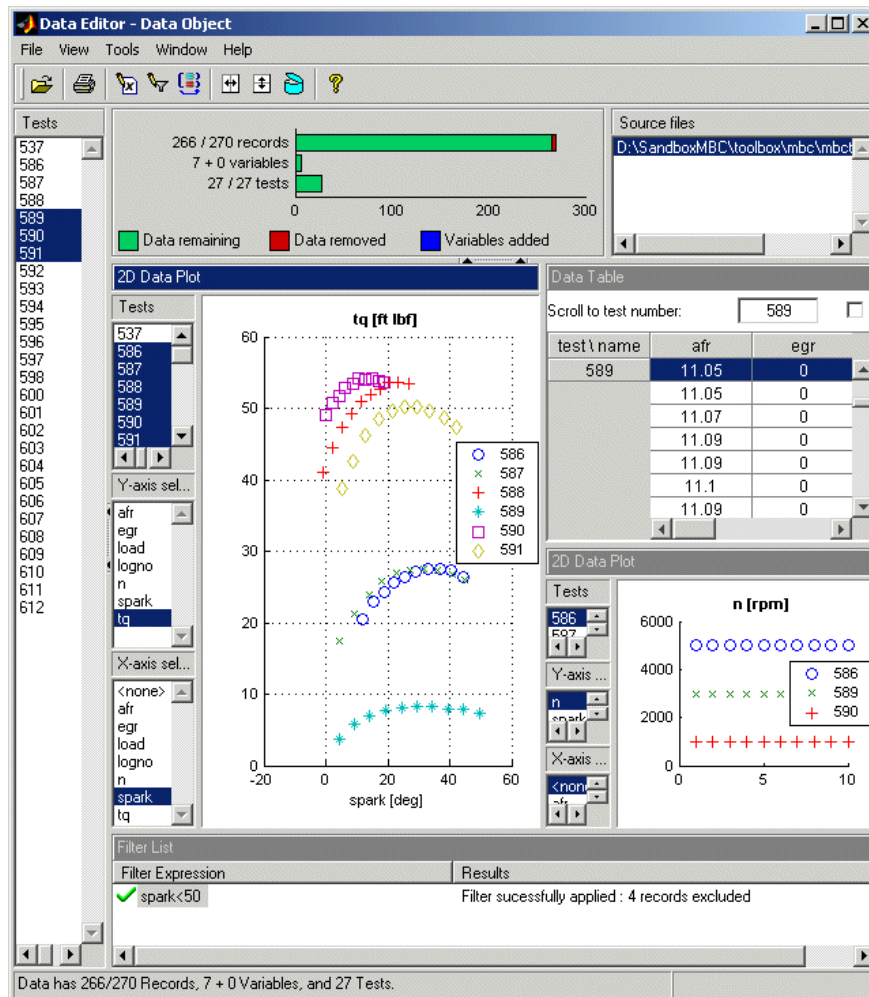 Data Editor - Data Object
File View Tools Window Help
Tests
537
586
587
588
589
590
591
592
593
594
595
596
597
598
600
601
602
603
604
605
606
607
608
609
610
611
612
266 / 270 records
7 + 0 variables
27 / 27 tests
0 100 200 300
Data remaining Data removed Variables added
Source files
D:\SandboxMBC\toolbox\mbc\mbct
2D Data Plot
Tests
537
586
587
588
589
590
591
Y-axis sel...
afr
egr
load
logno
n
spark
tq
X-axis sel...
<none>
afr
egr
load
logno
n
spark
tq
tq [ft lbf]
60
50
40
30
20
10
0
-20 0 20 40 60
spark [deg]
586
587
588
589
590
591
Data Table
Scroll to test number: 589
test \ name afr egr
589 11.05 0
11.05 0
11.07 0
11.09 0
11.09 0
11.1 0
11.09 0
2D Data Plot
Tests
586
Y-axis ...
n
spark
X-axis ...
<none
afr
n [rpm]
6000
4000
2000
0
0 5 10
586
589
590
Filter List
Filter Expression Results
spark<50 Filter sucessfully applied : 4 records excluded
Data has 266/270 Records, 7 + 0 Variables, and 27 Tests.